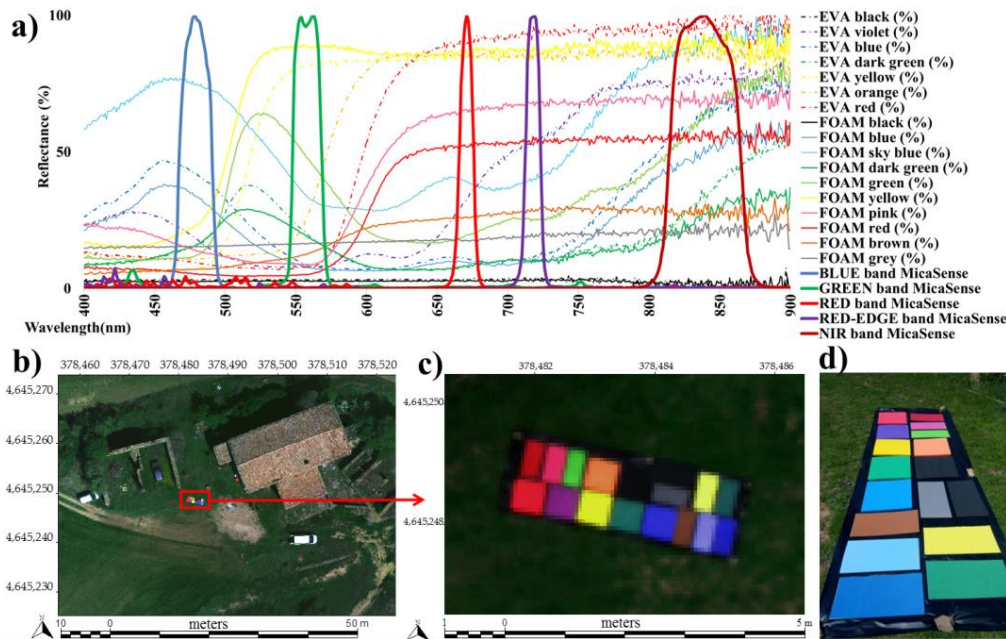 a)
100
50
0
Reflectance (%)
400 450 500 550 600 650 700 750 800 850 900
Wavelength(nm)
EVA black (%)
EVA violet (%)
EVA blue (%)
EVA dark green (%)
EVA yellow (%)
EVA orange (%)
EVA red (%)
FOAM black (%)
FOAM blue (%)
FOAM sky blue (%)
FOAM dark green (%)
FOAM green (%)
FOAM yellow (%)
FOAM pink (%)
FOAM red (%)
FOAM brown (%)
FOAM grey (%)
BLUE band MicaSense
GREEN band MicaSense
RED band MicaSense
RED-EDGE band MicaSense
NIR band MicaSense
b)
378,460 378,470 378,480 378,490 378,500 378,510 378,520
4,645,270
4,645,260
4,645,250
4,645,240
4,645,230
10 0 meters 50 m
c)
378,482 378,484 378,486
4,645,250
4,645,248
1 0 meters 5 m
d)